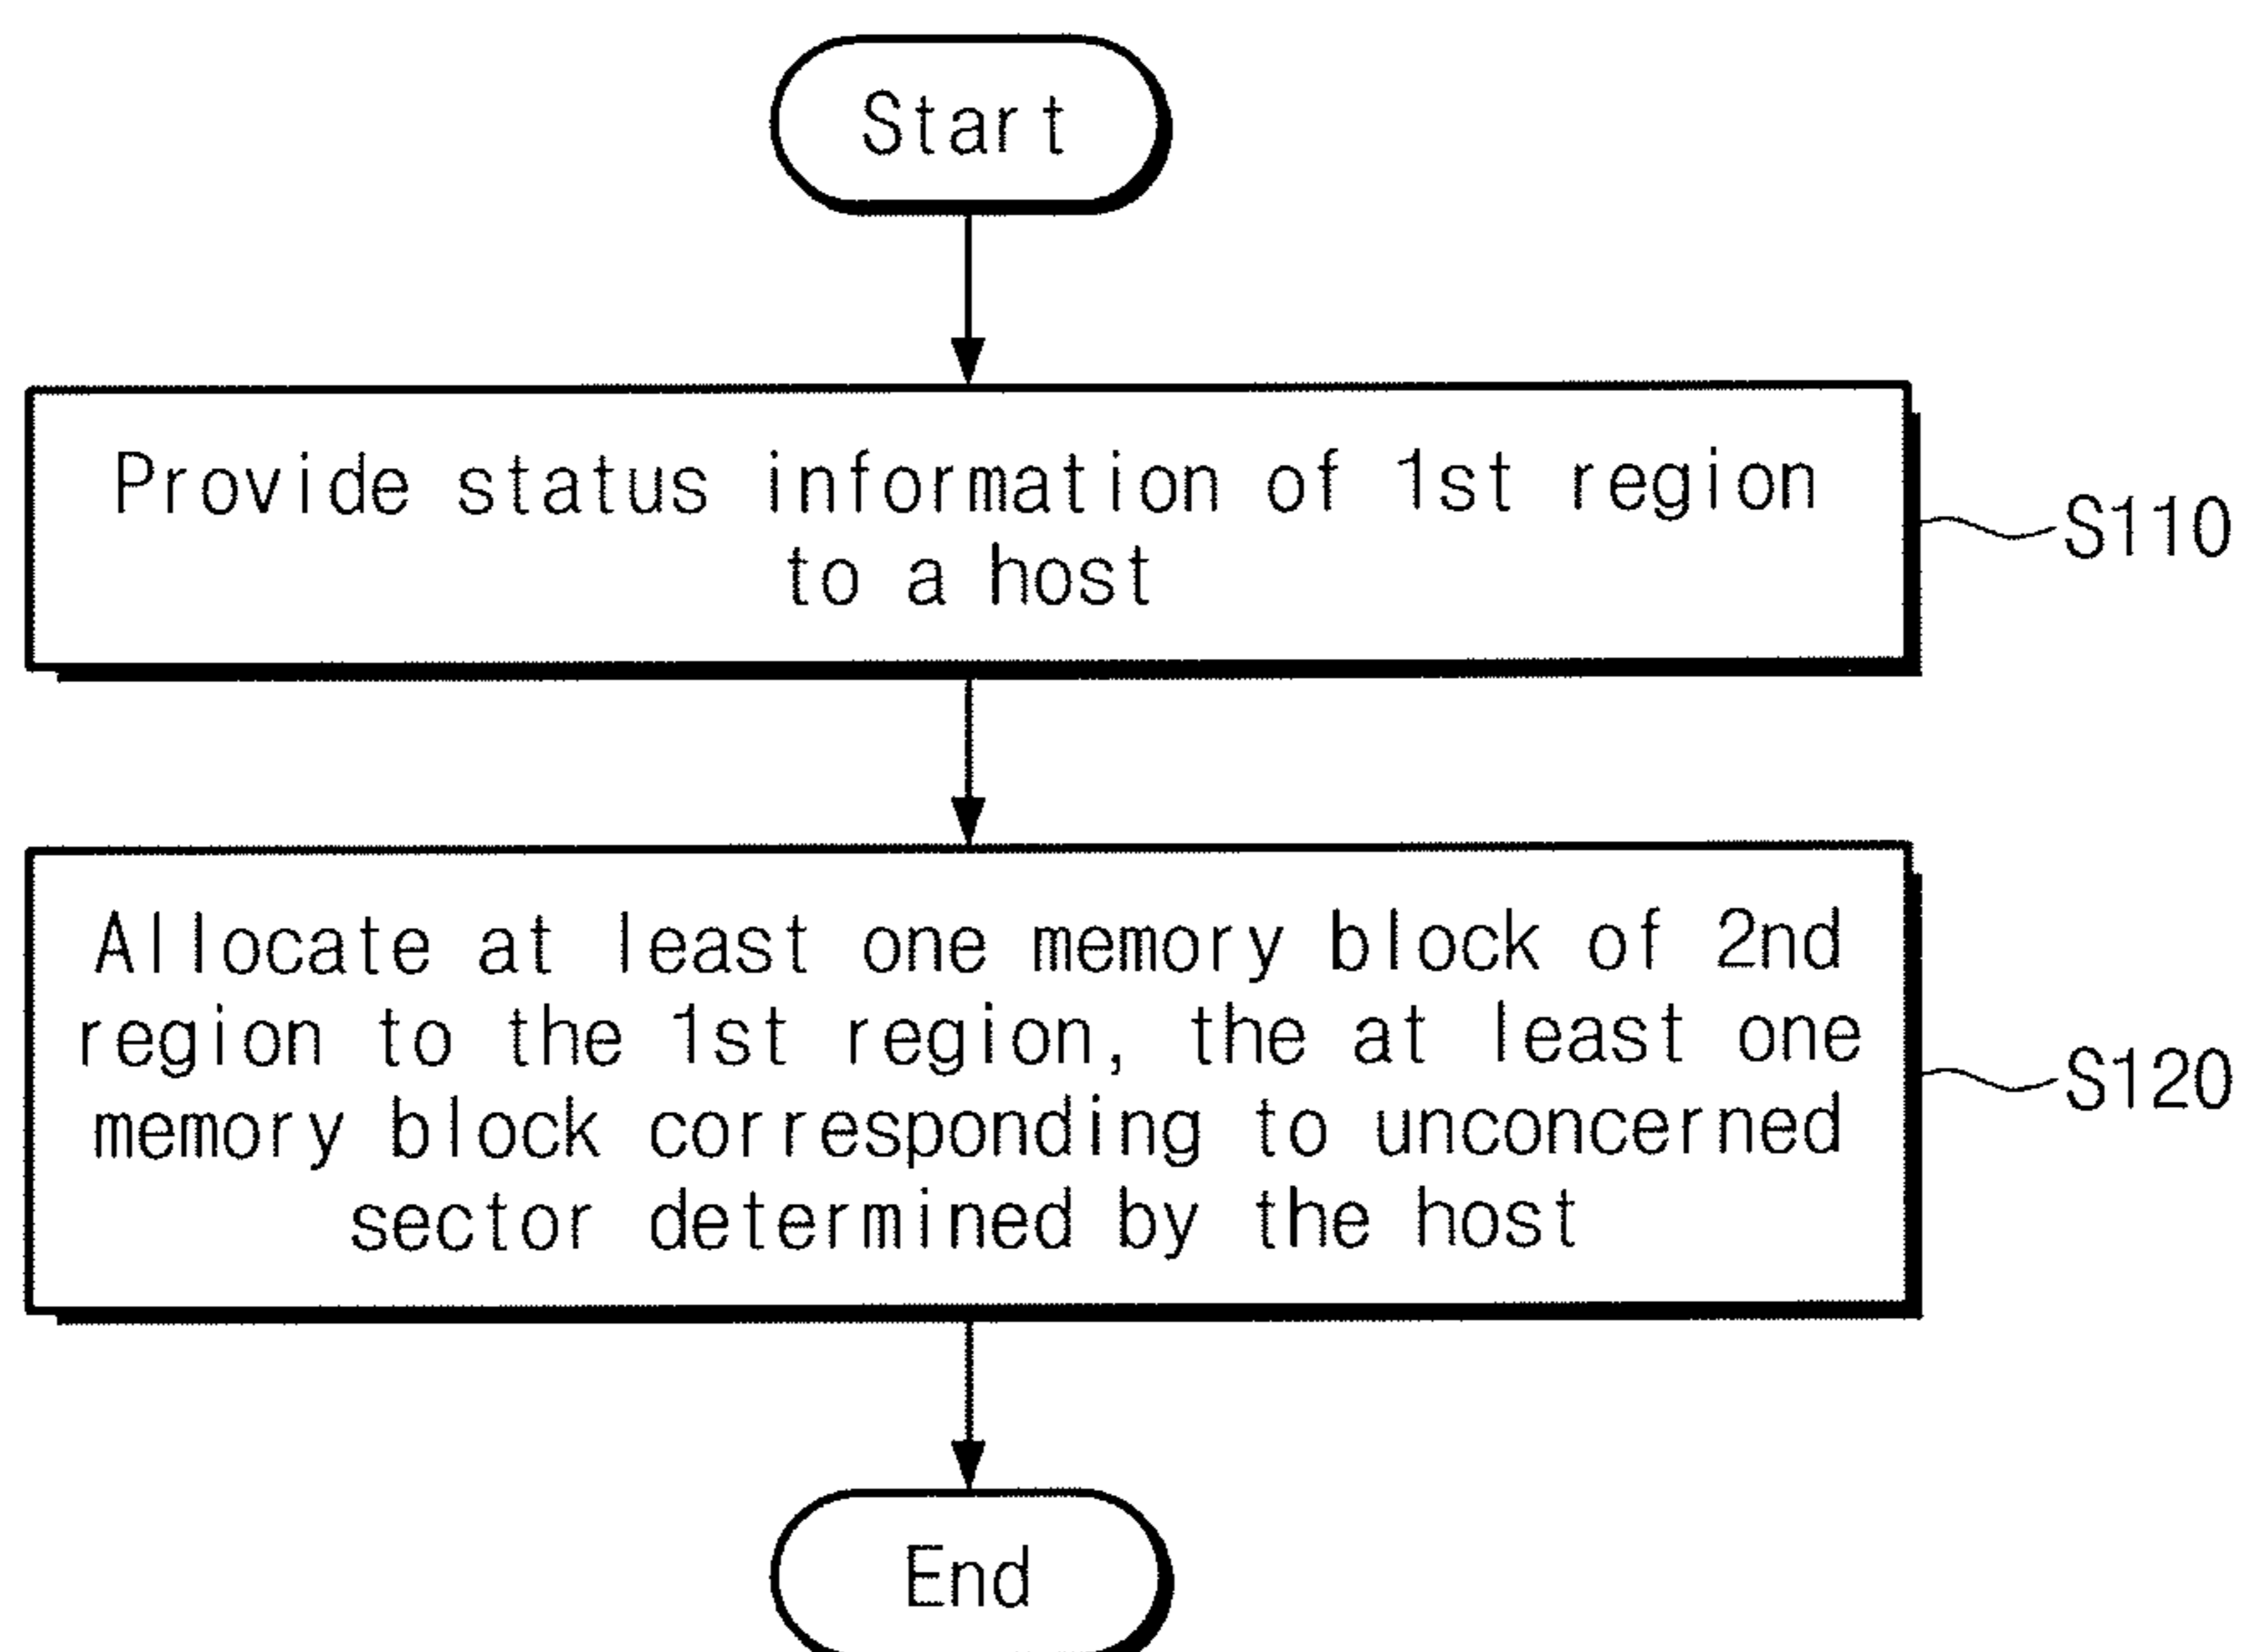 Start
Provide status information of 1st region
to a host
S110
Allocate at least one memory block of 2nd
region to the 1st region, the at least one
memory block corresponding to unconcerned
sector determined by the host
S120
End